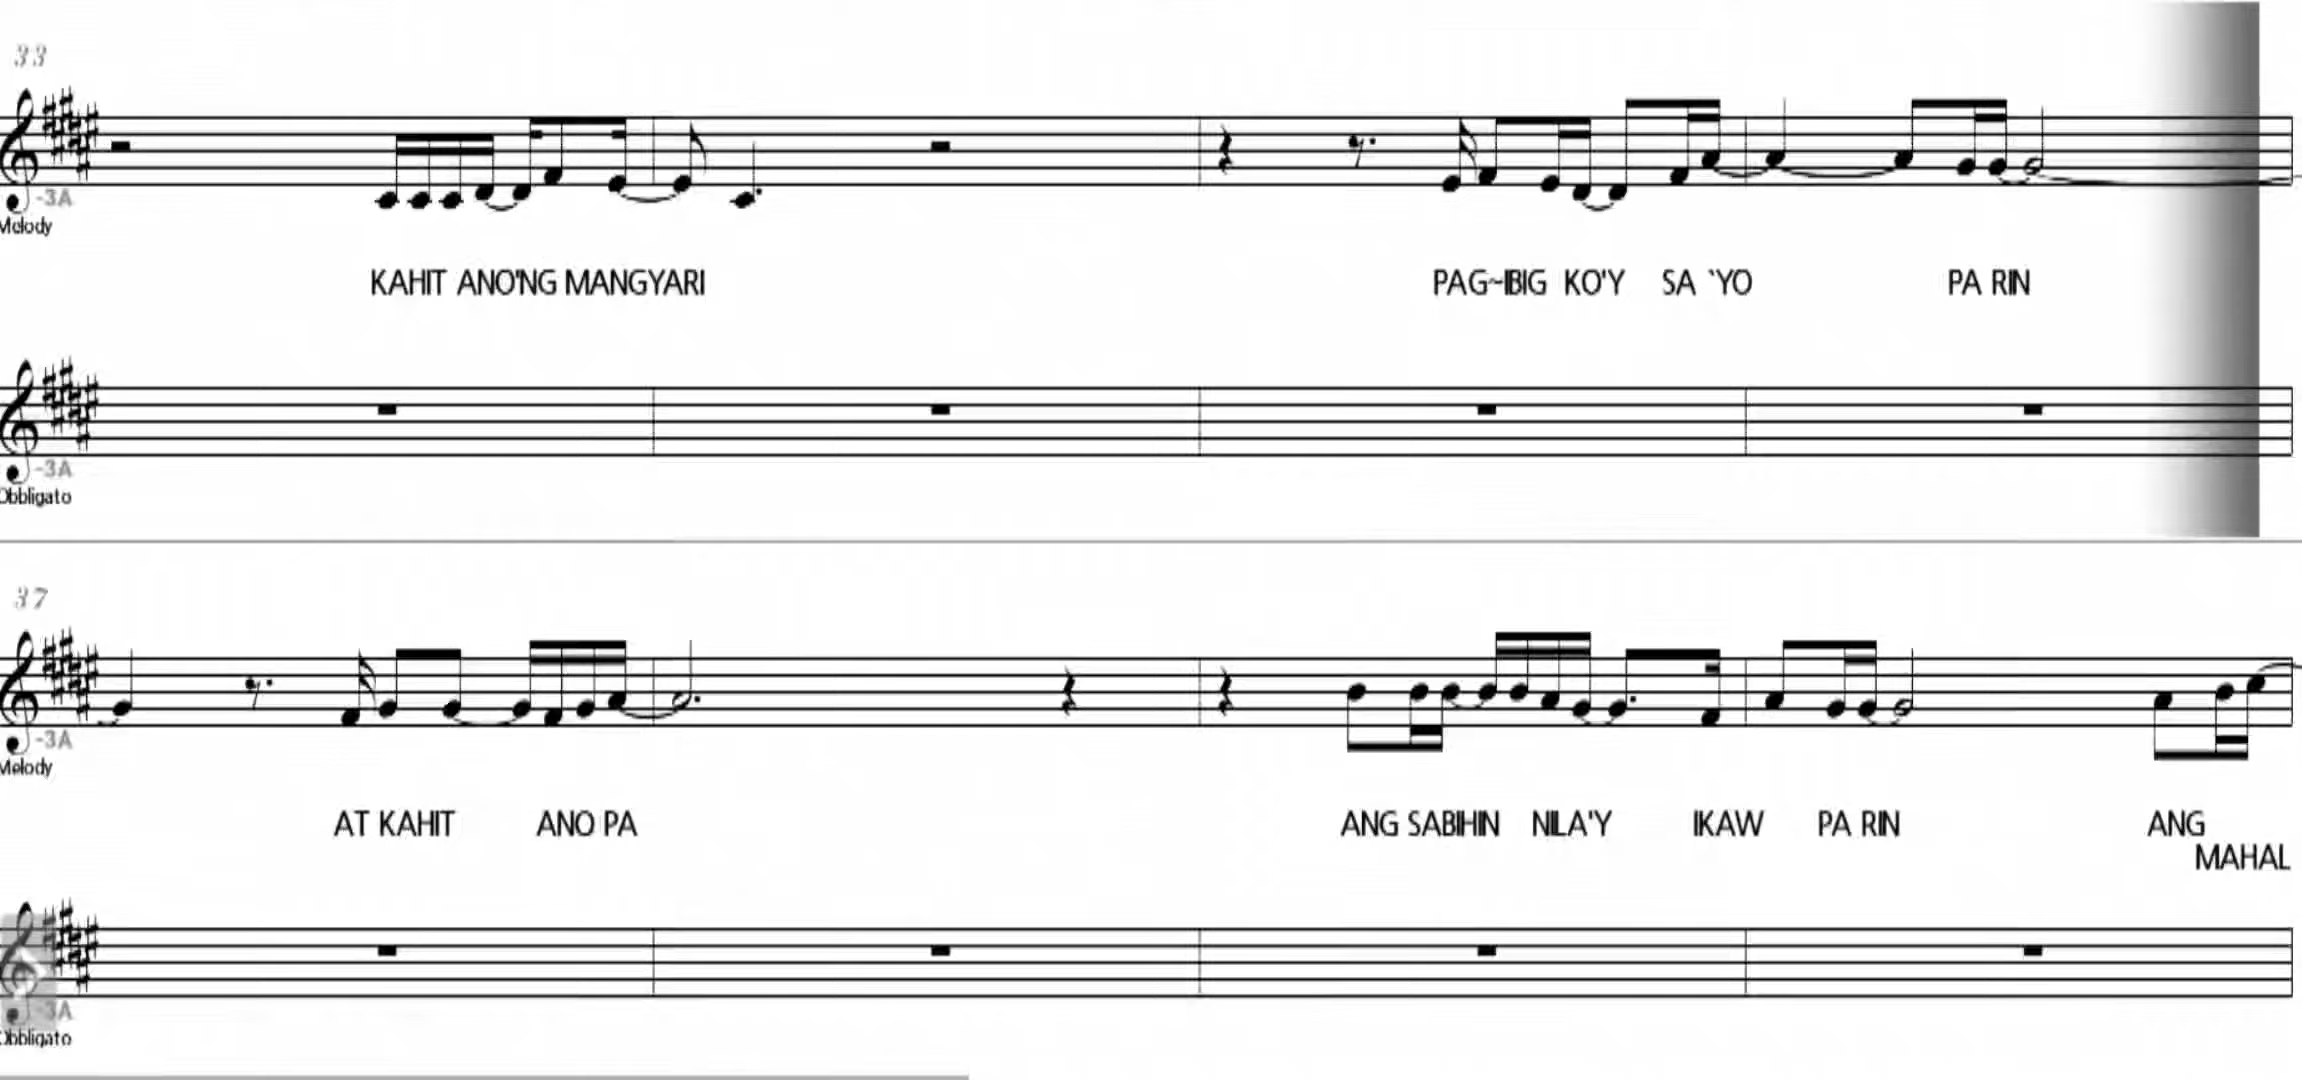 33
-3A
Melody
KAHIT ANO'NG MANGYARI PAG~IBIG KO'Y SA `YO PA RIN
-3A
Obbligato
37
-3A
Melody
AT KAHIT ANO PA ANG SABIHIN NILA'Y IKAW PA RIN ANG
MAHAL
-3A
Obbligato